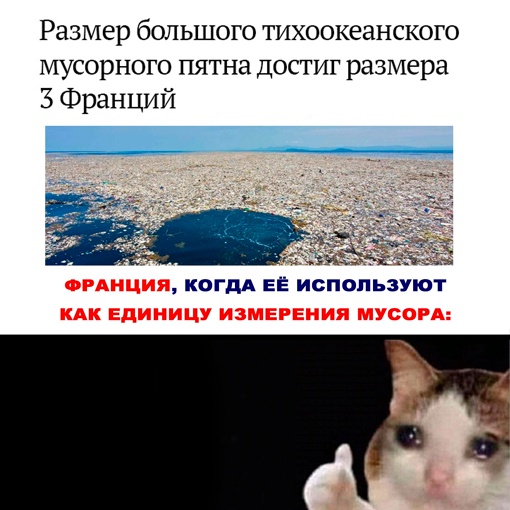 Размер большого тихоокеанского
мусорного пятна достиг размера
3 Франций
ФРАНЦИЯ, КОГДА ЕЁ ИСПОЛЬЗУЮТ
КАК ЕДИНИЦУ ИЗМЕРЕНИЯ МУСОРА: